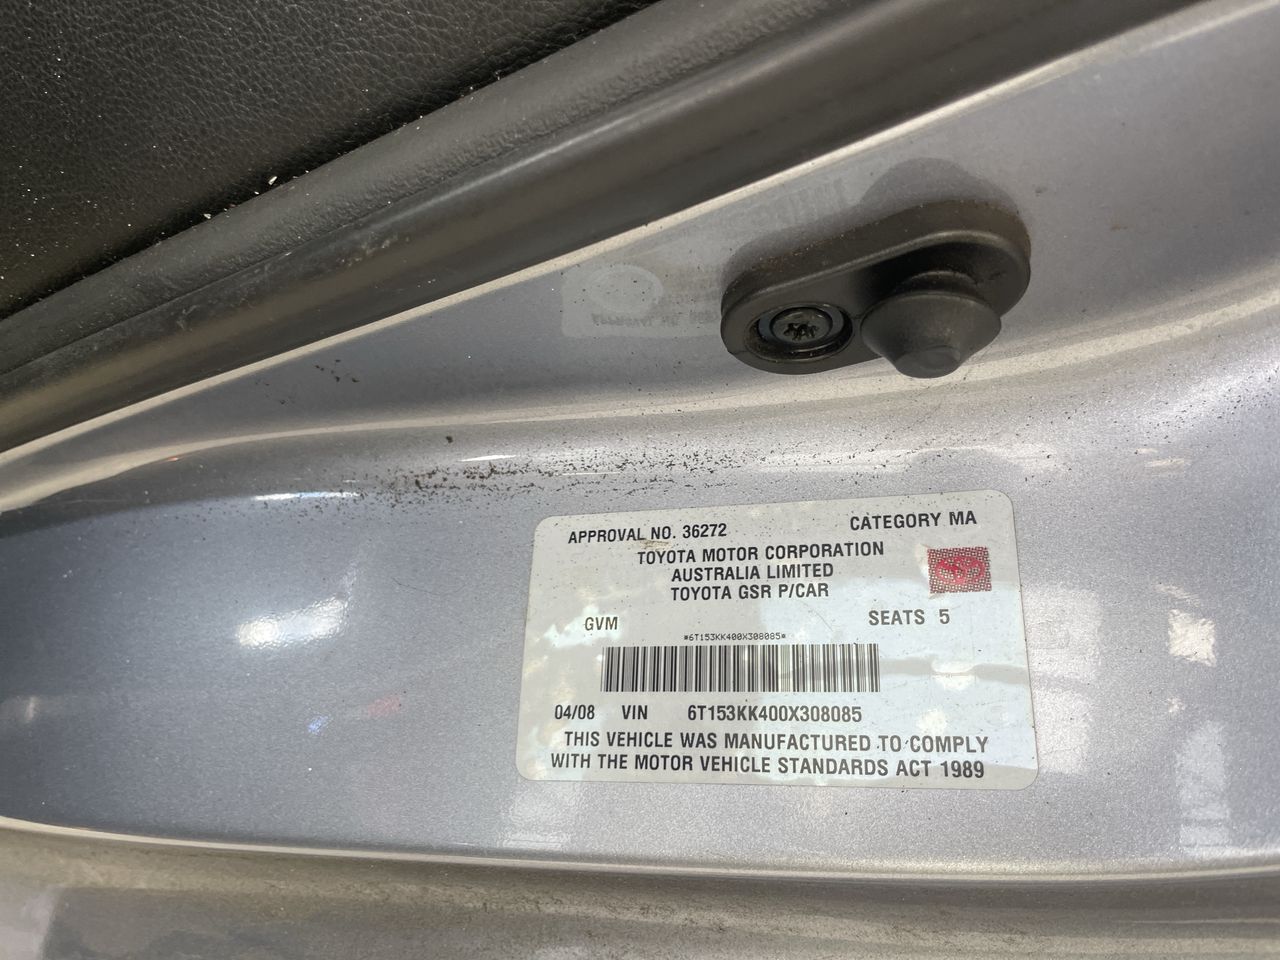 APPROVAL NO. 36272 CATEGORY MA
TOYOTA MOTOR CORPORATION
AUSTRALIA LIMITED
TOYOTA GSR P/CAR
GVM SEATS 5
*6T153KK400X308085*
04/08 VIN 6T153KK400X308085
THIS VEHICLE WAS MANUFACTURED TO COMPLY
WITH THE MOTOR VEHICLE STANDARDS ACT 1989